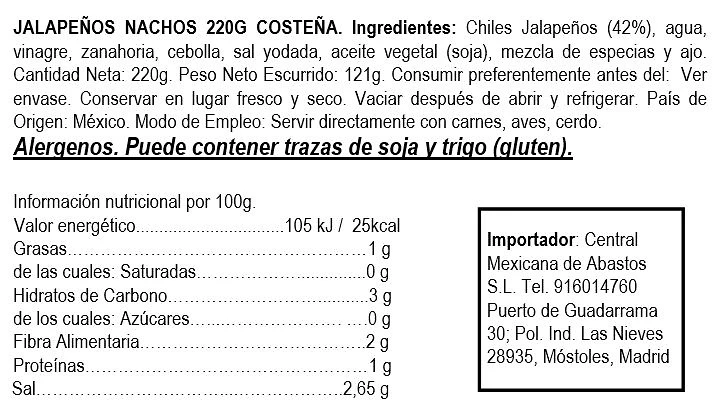 JALAPEÑOS NACHOS 220G COSTEÑA. Ingredientes: Chiles Jalapeños (42%), agua,
vinagre, zanahoria, cebolla, sal yodada, aceite vegetal (soja), mezcla de especias y ajo.
Cantidad Neta: 220g. Peso Neto Escurrido: 121g. Consumir preferentemente antes del: Ver
envase. Conservar en lugar fresco y seco. Vaciar después de abrir y refrigerar. País de
Origen: México. Modo de Empleo: Servir directamente con carnes, aves, cerdo.
Alergenos. Puede contener trazas de soja y trigo (gluten).
Información nutricional por 100g.
Valor energético.................................105 kJ / 25kcal
Grasas……………………………………………1 g
de las cuales: Saturadas……………...............0 g
Hidratos de Carbono……………………...........3 g
de los cuales: Azúcares…....………………. ….0 g
Fibra Alimentaria…………………………………2 g
Proteínas…………………………………………1 g
Sal……………………………...………………..2,65 g
Importador: Central
Mexicana de Abastos
S.L. Tel. 916014760
Puerto de Guadarrama
30; Pol. Ind. Las Nieves
28935, Móstoles, Madrid